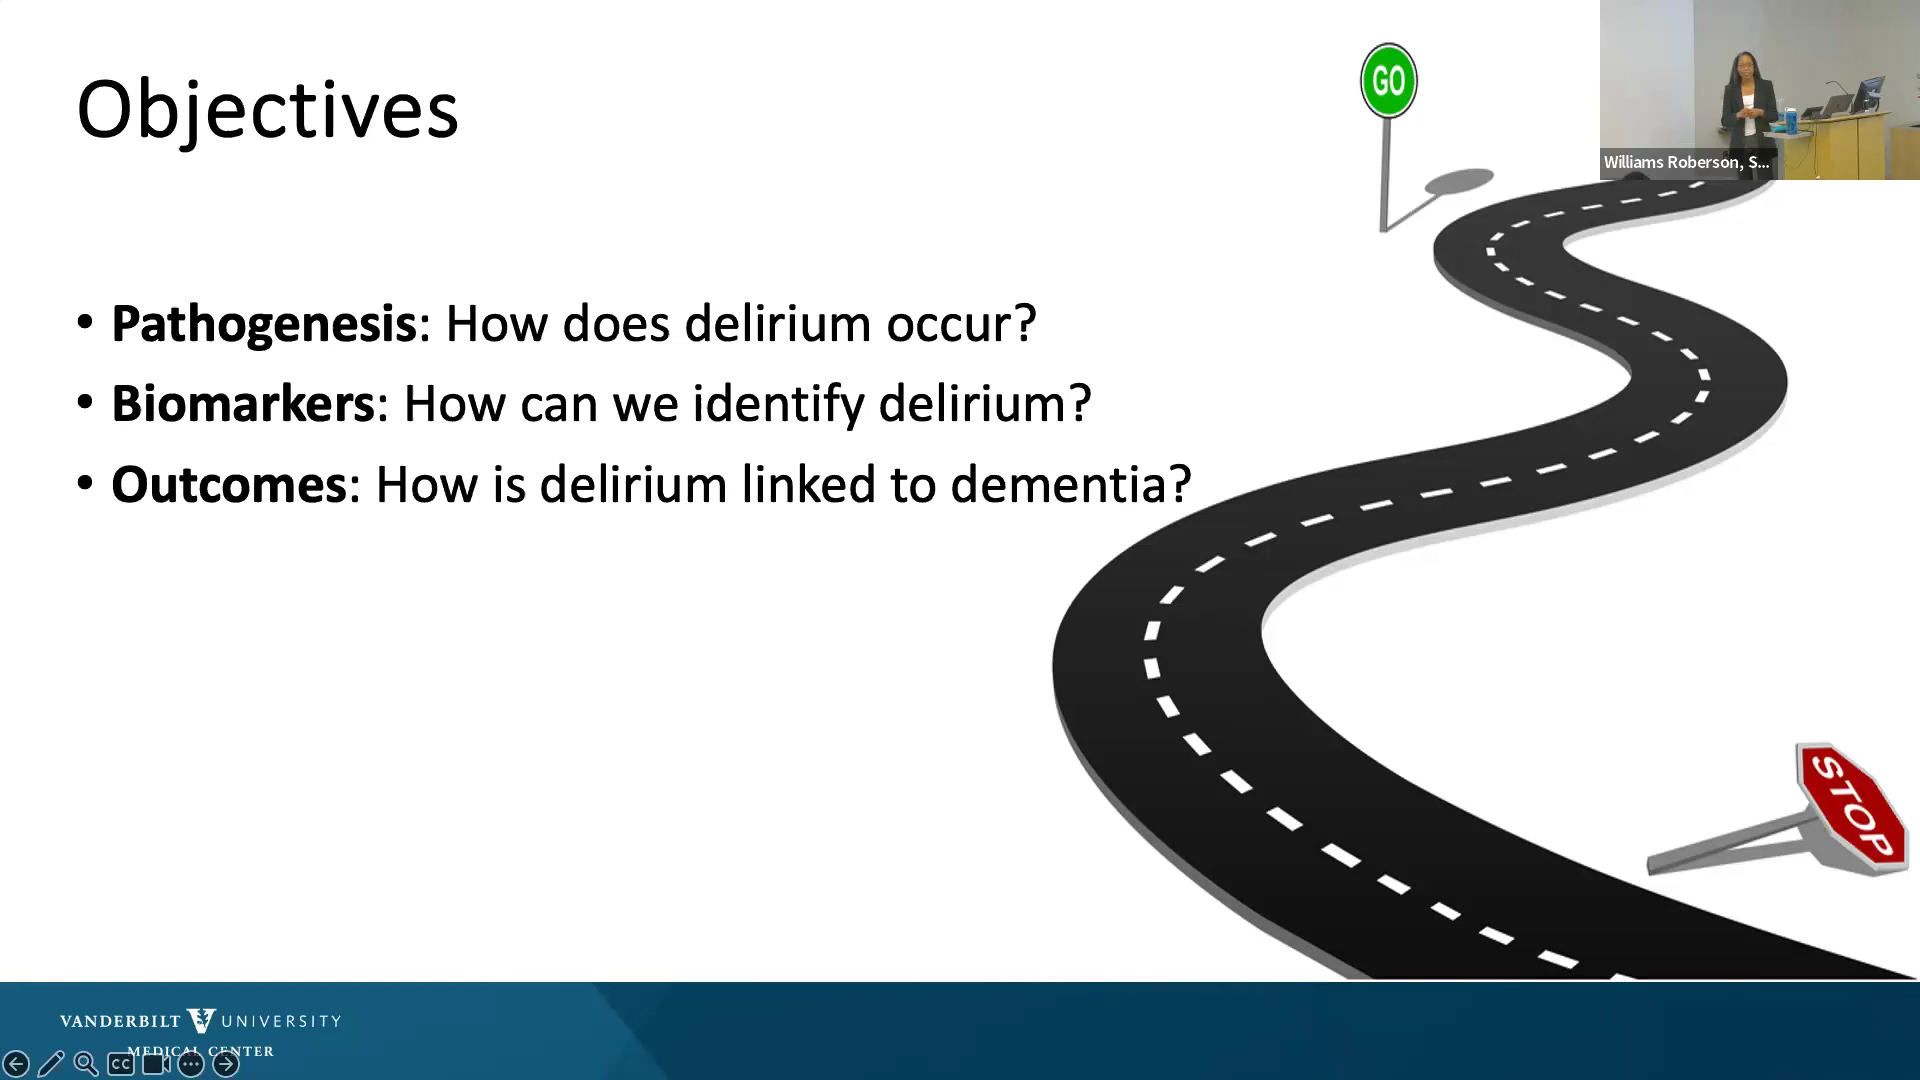 Objectives
GO
Williams Roberson, S...
• Pathogenesis: How does delirium occur?
• Biomarkers: How can we identify delirium?
• Outcomes: How is delirium linked to dementia?
STOP
VANDERBILT V UNIVERSITY
MEDICAL CENTER
CC